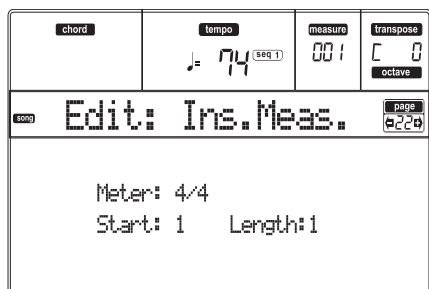 chord tempo measure transpose
♩= 74 seq 1 001 C 0
octave
song Edit: Ins.Meas. page
22
Meter: 4/4
Start: 1 Length:1